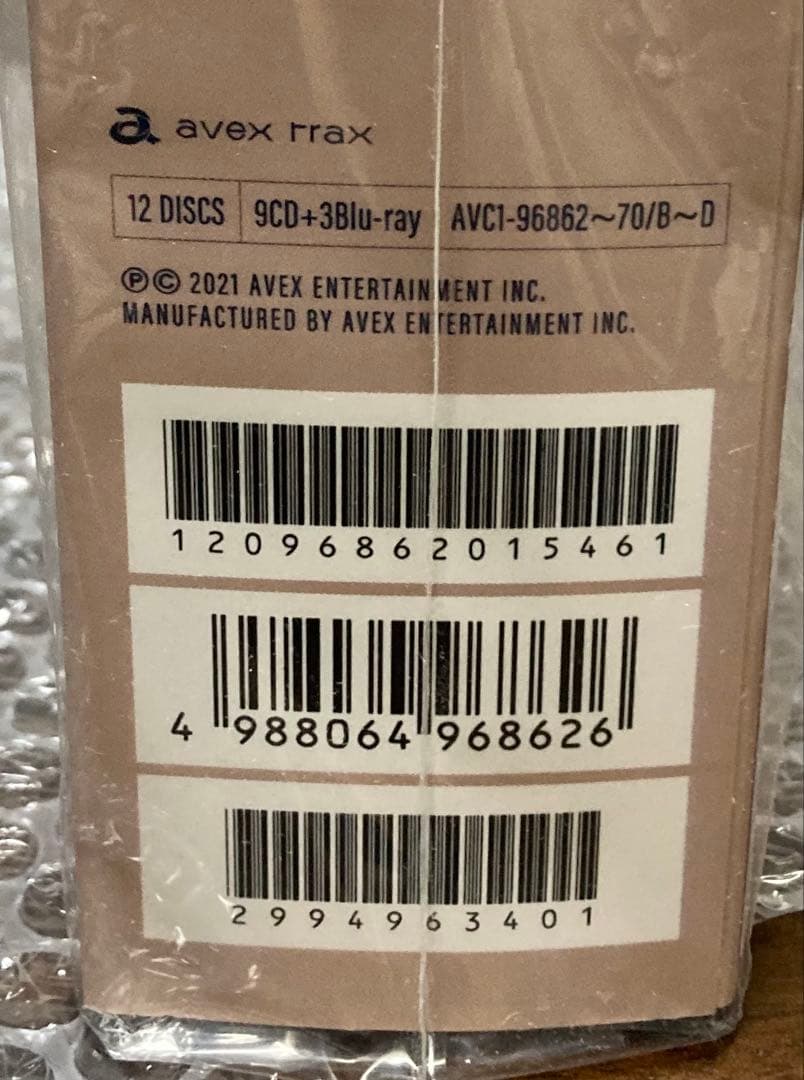 a avex trax
12 DISCS 9CD+3Blu-ray AVC1-96862～70/B～D
℗© 2021 AVEX ENTERTAINMENT INC.
MANUFACTURED BY AVEX ENTERTAINMENT INC.
1209686201546​1
4 988064 968626
2994963401